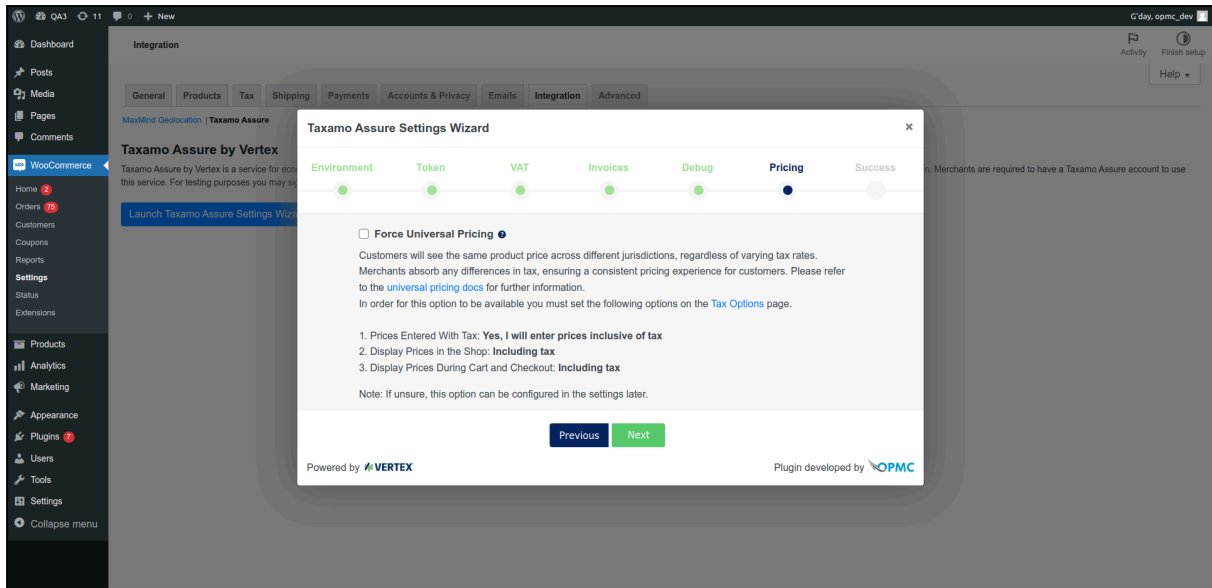 QA3 11 0 + New G'day, opmc_dev
Dashboard
Posts
Media
Pages
Comments
WooCommerce
Home 2
Orders 75
Customers
Coupons
Reports
Settings
Status
Extensions
Products
Analytics
Marketing
Appearance
Plugins 7
Users
Tools
Settings
Collapse menu
Integration
Activity Finish setup
Help
General Products Tax Shipping Payments Accounts & Privacy Emails Integration Advanced
MaxMind Geolocation | Taxamo Assure
Taxamo Assure by Vertex
Taxamo Assure by Vertex is a service for n. Merchants are required to have a Taxamo Assure account to use
this service. For testing purposes you may
Launch Taxamo Assure Settings
Taxamo Assure Settings Wizard ×
Environment Token VAT Invoices Debug Pricing Success
Force Universal Pricing ?
Customers will see the same product price across different jurisdictions, regardless of varying tax rates.
Merchants absorb any differences in tax, ensuring a consistent pricing experience for customers. Please refer
to the universal pricing docs for further information.
In order for this option to be available you must set the following options on the Tax Options page.
1. Prices Entered With Tax: Yes, I will enter prices inclusive of tax
2. Display Prices in the Shop: Including tax
3. Display Prices During Cart and Checkout: Including tax
Note: If unsure, this option can be configured in the settings later.
Previous Next
Powered by VERTEX Plugin developed by OPMC